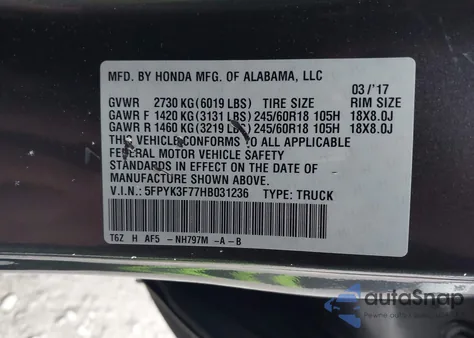 MFD. BY HONDA MFG. OF ALABAMA, LLC 03 /'17
GVWR 2730 KG (6019 LBS) TIRE SIZE RIM SIZE
GAWR F 1420 KG (3131 LBS) 245/60R18 105H 18X8.0J
GAWR R 1460 KG (3219 LBS) 245/60R18 105H 18X8.0J
THIS VEHICLE CONFORMS TO ALL APPLICABLE
FEDERAL MOTOR VEHICLE SAFETY
STANDARDS IN EFFECT ON THE DATE OF
MANUFACTURE SHOWN ABOVE.
V.I.N.: 5FPYK3F77HB031236 TYPE: TRUCK
T6Z H AF5 -NH797M -A -B
autoSnap
Pewne auto